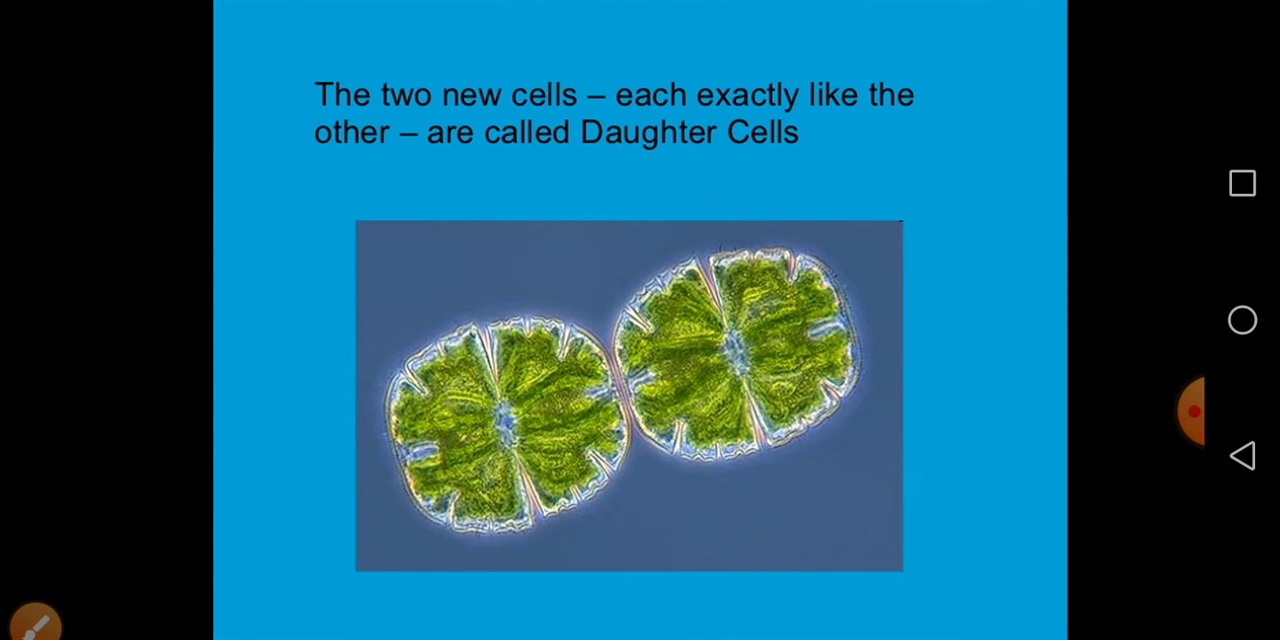 The two new cells – each exactly like the
other – are called Daughter Cells